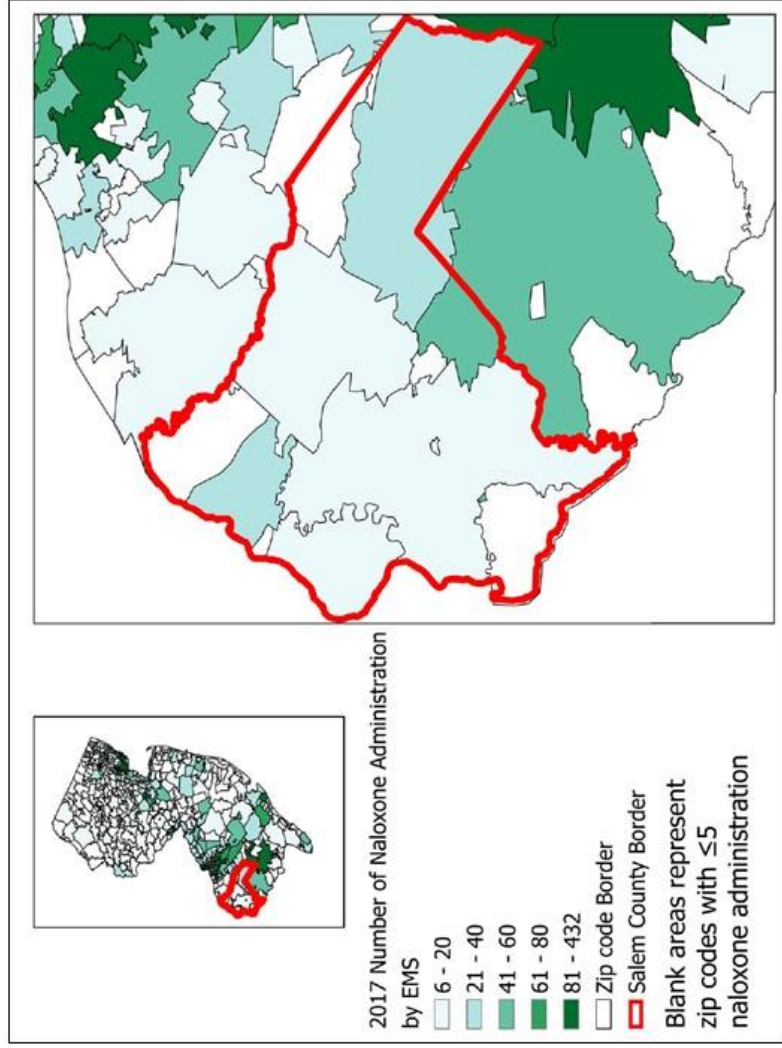 2017 Number of Naloxone Administration
by EMS
6 - 20
21 - 40
41 - 60
61 - 80
81 - 432
Zip code Border
Salem County Border
Blank areas represent
zip codes with ≤5
naloxone administration